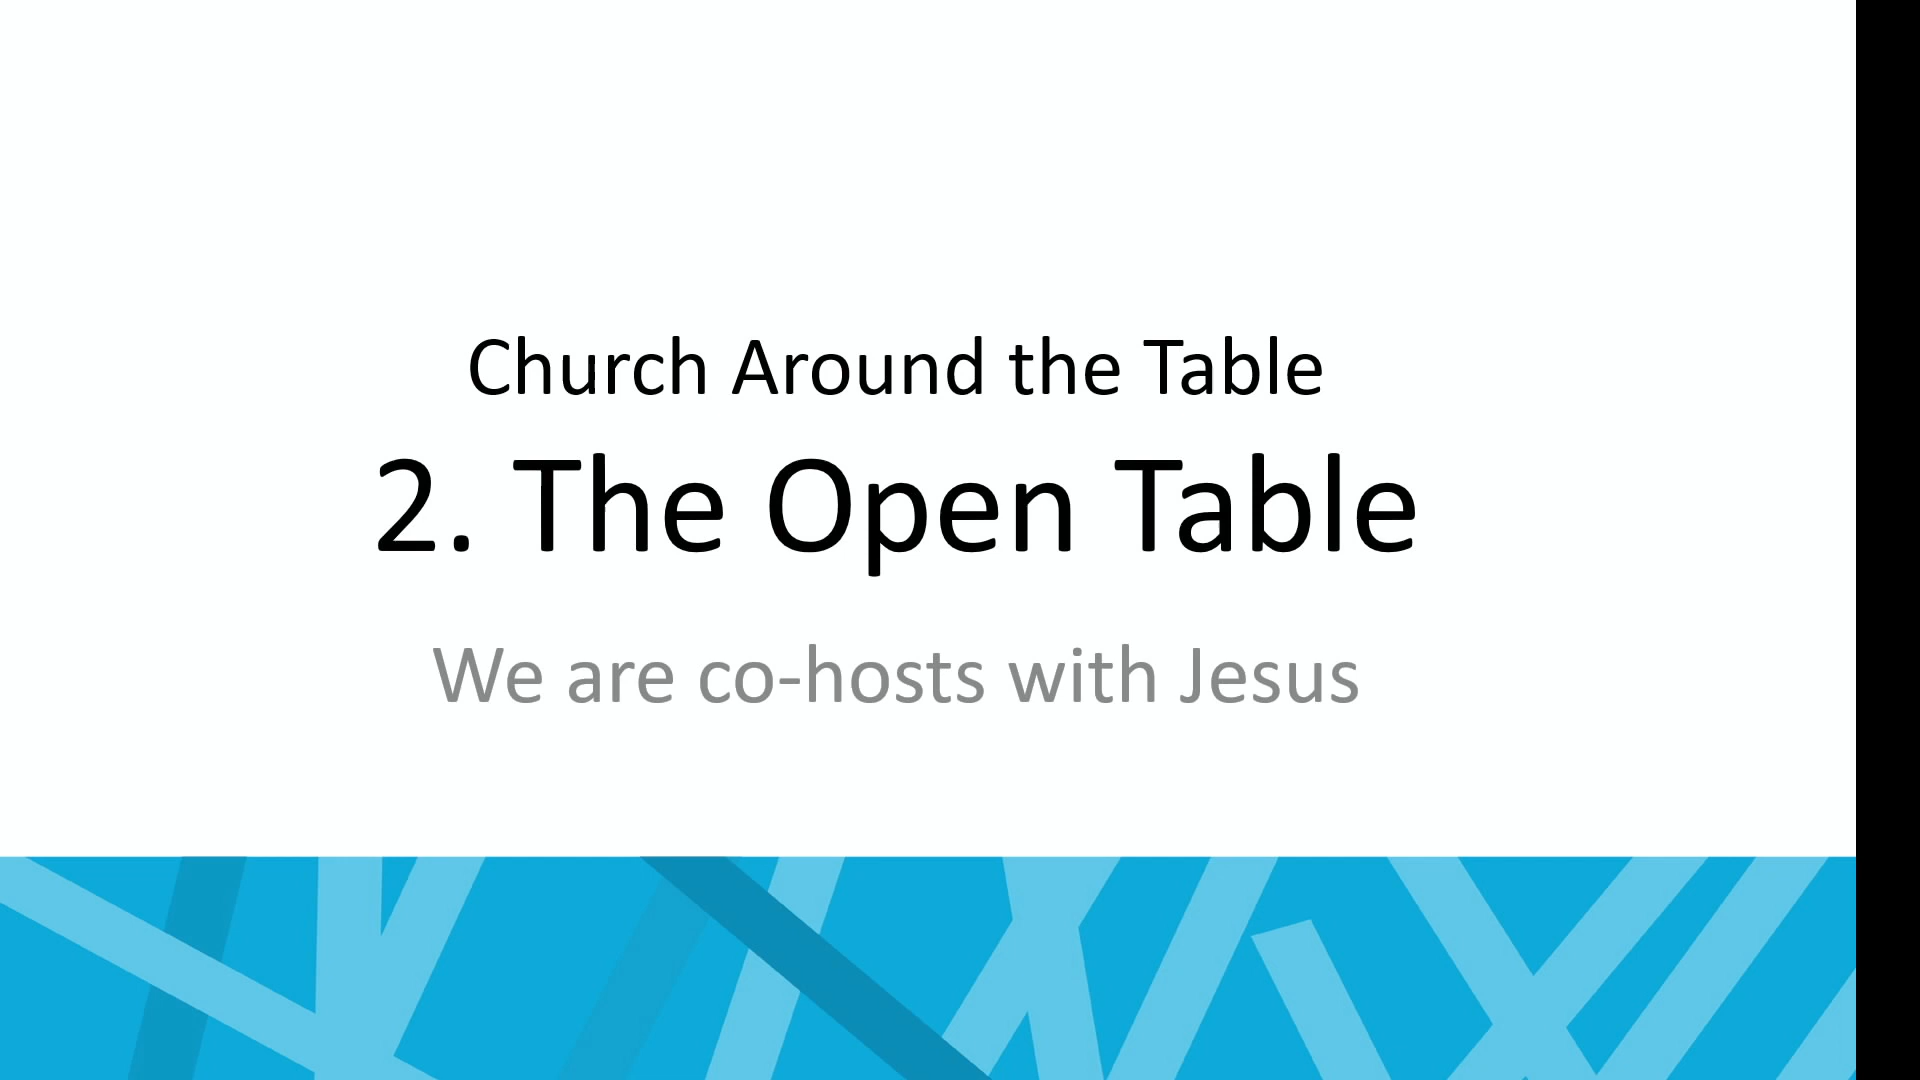 Church Around the Table
2. The Open Table
We are co-hosts with Jesus